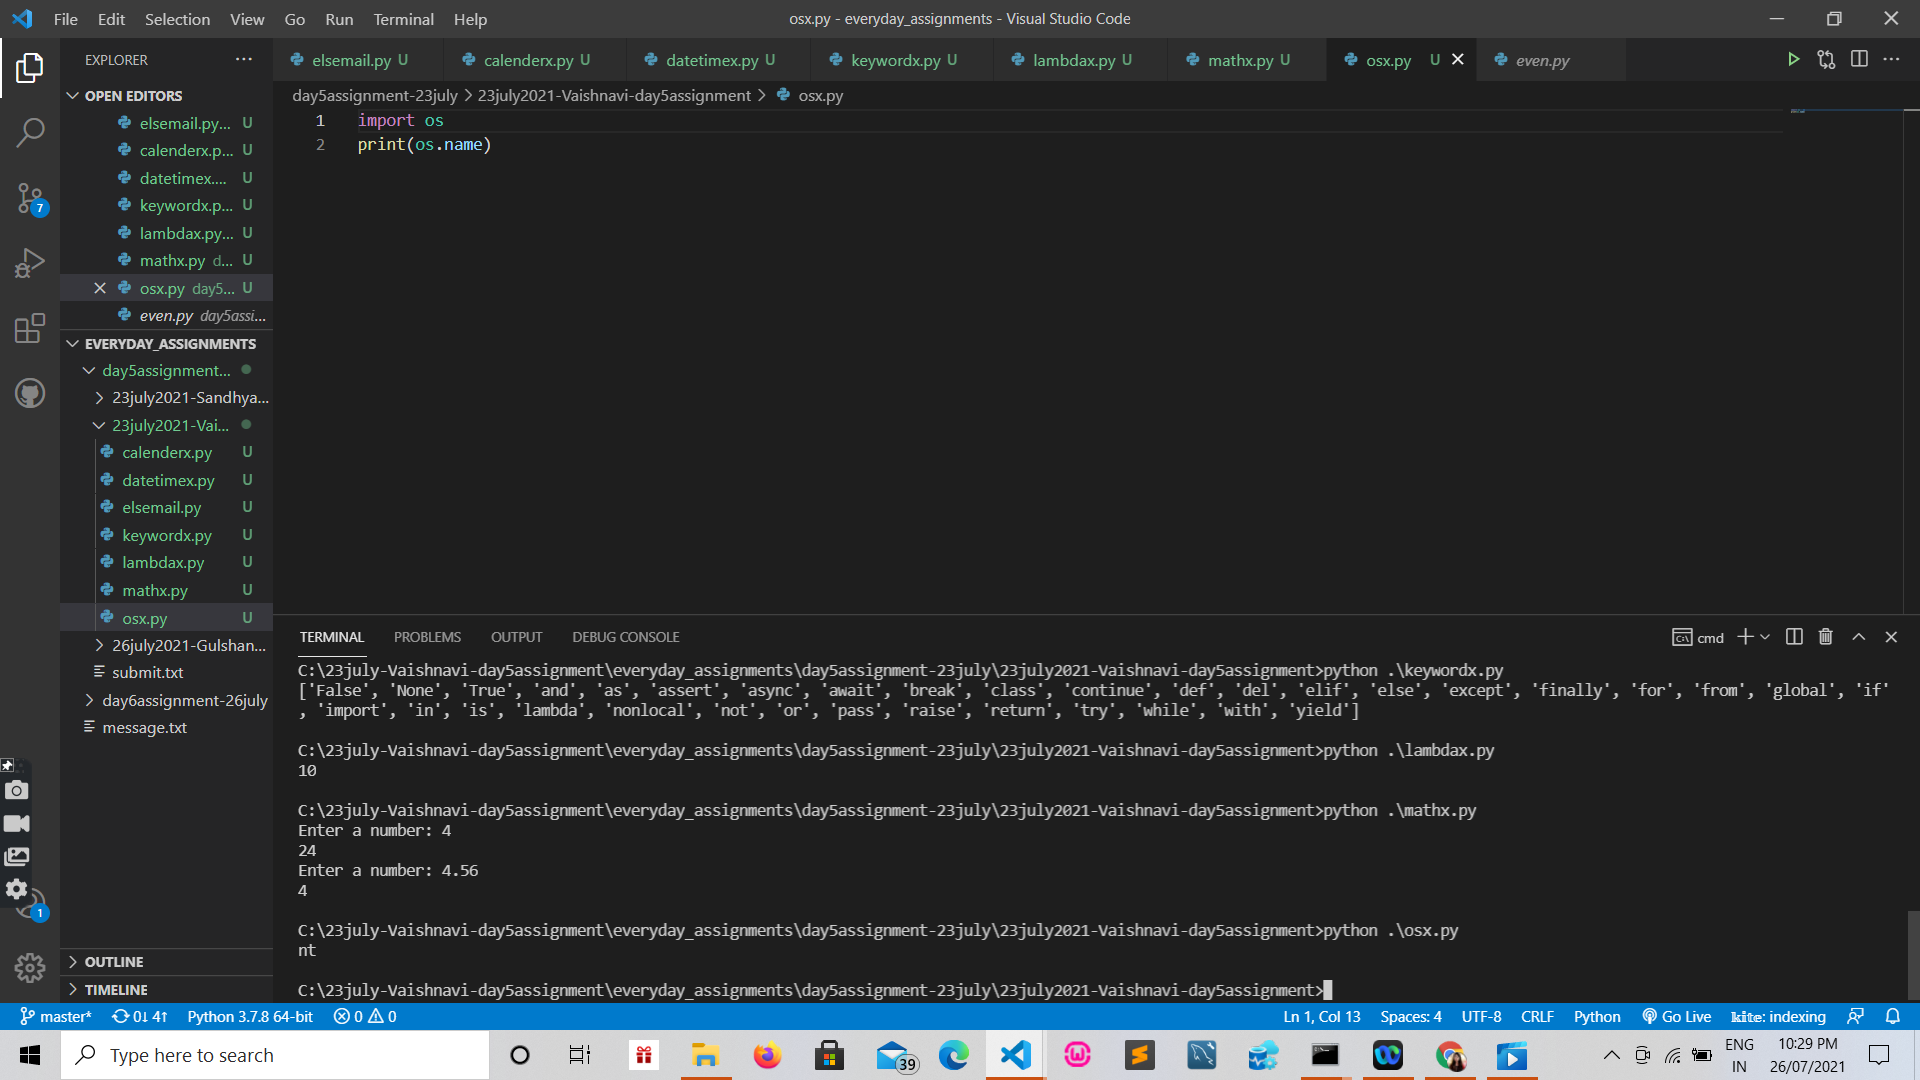 File Edit Selection View Go Run Terminal Help
osx.py - everyday_assignments - Visual Studio Code
EXPLORER
elsemail.py U calenderx.py U datetimex.py U keywordx.py U lambdax.py U mathx.py U osx.py U even.py
OPEN EDITORS
elsemail.py... U
calenderx.p... U
datetimex.... U
keywordx.p... U
lambdax.py... U
mathx.py d... U
osx.py day5... U
even.py day5assi...
EVERYDAY_ASSIGNMENTS
day5assignment...
23july2021-Sandhya...
23july2021-Vai...
calenderx.py U
datetimex.py U
elsemail.py U
keywordx.py U
lambdax.py U
mathx.py U
osx.py U
26july2021-Gulshan...
submit.txt
day6assignment-26july
message.txt
OUTLINE
TIMELINE
7
1
day5assignment-23july > 23july2021-Vaishnavi-day5assignment > osx.py
1 import os
2 print(os.name)
TERMINAL PROBLEMS OUTPUT DEBUG CONSOLE
cmd
C:\23july-Vaishnavi-day5assignment\everyday_assignments\day5assignment-23july\23july2021-Vaishnavi-day5assignment>python .\keywordx.py
['False', 'None', 'True', 'and', 'as', 'assert', 'async', 'await', 'break', 'class', 'continue', 'def', 'del', 'elif', 'else', 'except', 'finally', 'for', 'from', 'global', 'if'
, 'import', 'in', 'is', 'lambda', 'nonlocal', 'not', 'or', 'pass', 'raise', 'return', 'try', 'while', 'with', 'yield']
C:\23july-Vaishnavi-day5assignment\everyday_assignments\day5assignment-23july\23july2021-Vaishnavi-day5assignment>python .\lambdax.py
10
C:\23july-Vaishnavi-day5assignment\everyday_assignments\day5assignment-23july\23july2021-Vaishnavi-day5assignment>python .\mathx.py
Enter a number: 4
24
Enter a number: 4.56
4
C:\23july-Vaishnavi-day5assignment\everyday_assignments\day5assignment-23july\23july2021-Vaishnavi-day5assignment>python .\osx.py
nt
C:\23july-Vaishnavi-day5assignment\everyday_assignments\day5assignment-23july\23july2021-Vaishnavi-day5assignment>
master* 0↓ 4↑ Python 3.7.8 64-bit 0 0
Ln 1, Col 13 Spaces: 4 UTF-8 CRLF Python Go Live kite: indexing
Type here to search
39
ENG
IN
10:29 PM
26/07/2021